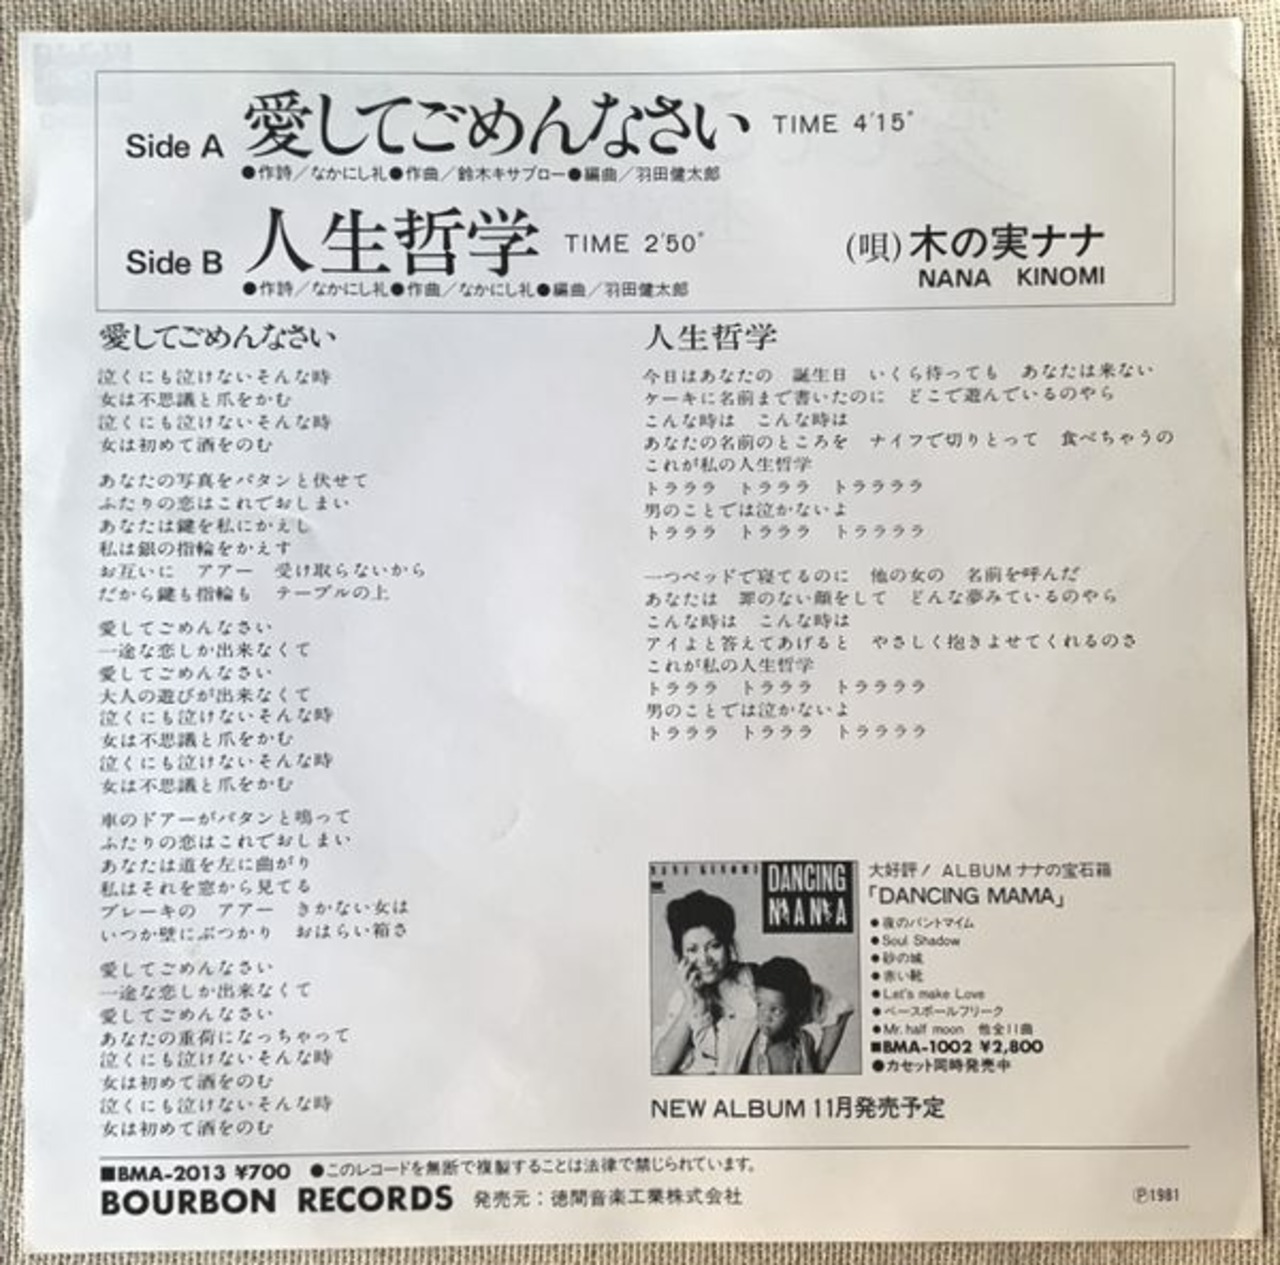 Side A 愛してごめんなさい TIME 4'15"
●作詩／なかにし礼●作曲／鈴木キサブロー●編曲／羽田健太郎
Side B 人生哲学 TIME 2'50"
●作詩／なかにし礼●作曲／なかにし礼●編曲／羽田健太郎
(唄)木の実ナナ
NANA KINOMI
愛してごめんなさい
泣くにも泣けないそんな時
女は不思議と爪をかむ
泣くにも泣けないそんな時
女は初めて酒をのむ
あなたの写真をパタンと伏せて
ふたりの恋はこれでおしまい
あなたは鍵を私にかえし
私は銀の指輪をかえす
お互いに アアー 受け取らないから
だから鍵も指輪も テーブルの上
愛してごめんなさい
一途な恋しか出来なくて
愛してごめんなさい
大人の遊びが出来なくて
泣くにも泣けないそんな時
女は不思議と爪をかむ
泣くにも泣けないそんな時
女は不思議と爪をかむ
車のドアーがバタンと鳴って
ふたりの恋はこれでおしまい
あなたは道を左に曲がり
私はそれを窓から見てる
ブレーキの アアー きかない女は
いつか壁にぶつかり おはらい箱さ
愛してごめんなさい
一途な恋しか出来なくて
愛してごめんなさい
あなたの重荷になっちゃって
泣くにも泣けないそんな時
女は初めて酒をのむ
泣くにも泣けないそんな時
女は初めて酒をのむ
人生哲学
今日はあなたの 誕生日 いくら待っても あなたは来ない
ケーキに名前まで書いたのに どこで遊んでいるのやら
こんな時は こんな時は
あなたの名前のところを ナイフで切りとって 食べちゃうの
これが私の人生哲学
トラララ トラララ トララララ
男のことでは泣かないよ
トラララ トラララ トララララ
一つベッドで寝てるのに 他の女の 名前を呼んだ
あなたは 罪のない顔をして どんな夢みているのやら
こんな時は こんな時は
アイよと答えてあげると やさしく抱きよせてくれるのさ
これが私の人生哲学
トラララ トラララ トララララ
男のことでは泣かないよ
トラララ トラララ トララララ
NANA KINOMI
DANCING
NANA
大好評！ ALBUM ナナの宝石箱
「DANCING MAMA」
●夜のパントマイム
●Soul Shadow
●砂の城
●赤い靴
●Let's make Love
●ベースボールフリーク
●Mr. half moon 他全11曲
■BMA-1002 ¥2,800
●カセット同時発売中
NEW ALBUM 11月発売予定
■BMA-2013 ¥700 ●このレコードを無断で複製することは法律で禁じられています。
BOURBON RECORDS 発売元：徳間音楽工業株式会社
Ⓟ1981